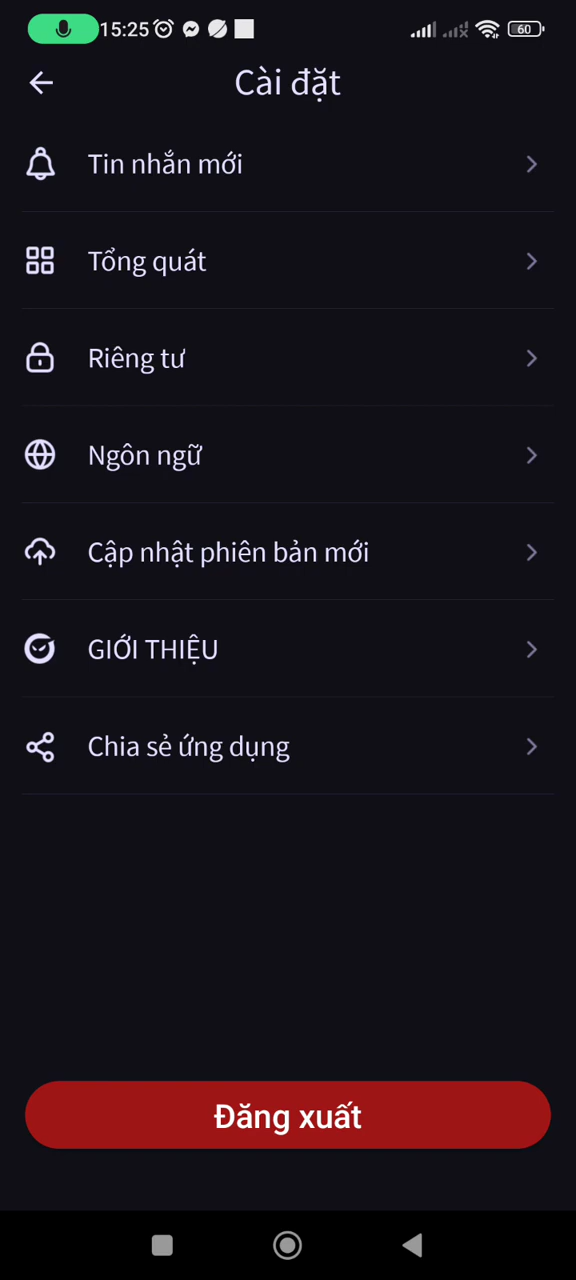 15:25
60
Cài đặt
Tin nhắn mới
Tổng quát
Riêng tư
Ngôn ngữ
Cập nhật phiên bản mới
GIỚI THIỆU
Chia sẻ ứng dụng
Đăng xuất